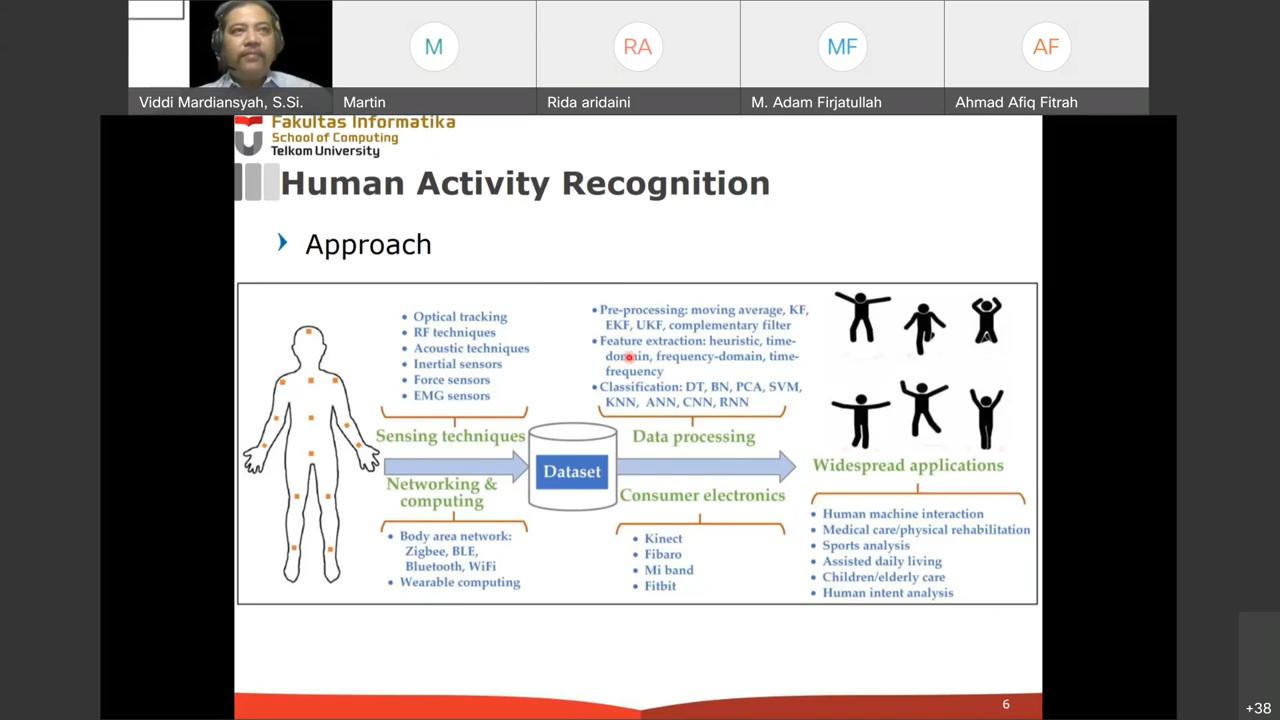 M
RA
MF
AF
Viddi Mardiansyah, S.Si.
Martin
Rida aridaini
M. Adam Firjatullah
Ahmad Afiq Fitrah
Fakultas Informatika
School of Computing
Telkom University
Human Activity Recognition
Approach
• Optical tracking
• RF techniques
• Acoustic techniques
• Inertial sensors
• Force sensors
• EMG sensors
Sensing techniques
Networking &
computing
• Body area network:
Zigbee, BLE,
Bluetooth, WiFi
• Wearable computing
Dataset
• Pre-processing: moving average, KF,
EKF, UKF, complementary filter
• Feature extraction: heuristic, time-
domain, frequency-domain, time-
frequency
• Classification: DT, BN, PCA, SVM,
KNN, ANN, CNN, RNN
Data processing
Consumer electronics
• Kinect
• Fibaro
• Mi band
• Fitbit
Widespread applications
• Human machine interaction
• Medical care/physical rehabilitation
• Sports analysis
• Assisted daily living
• Children/elderly care
• Human intent analysis
6
+38